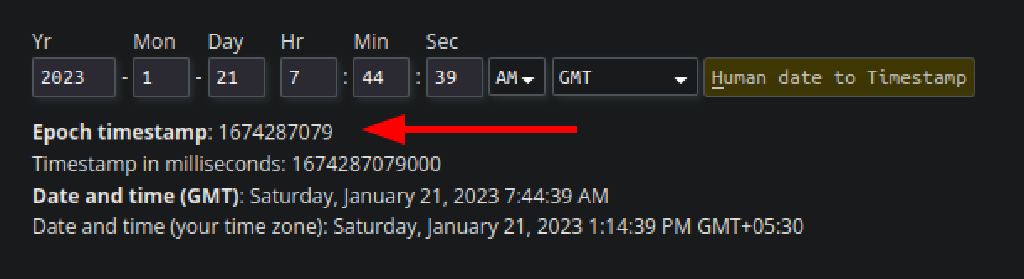 Yr Mon Day Hr Min Sec
2023 - 1 - 21 7 : 44 : 39 AM GMT Human date to Timestamp
Epoch timestamp: 1674287079
Timestamp in milliseconds: 1674287079000
Date and time (GMT): Saturday, January 21, 2023 7:44:39 AM
Date and time (your time zone): Saturday, January 21, 2023 1:14:39 PM GMT+05:30